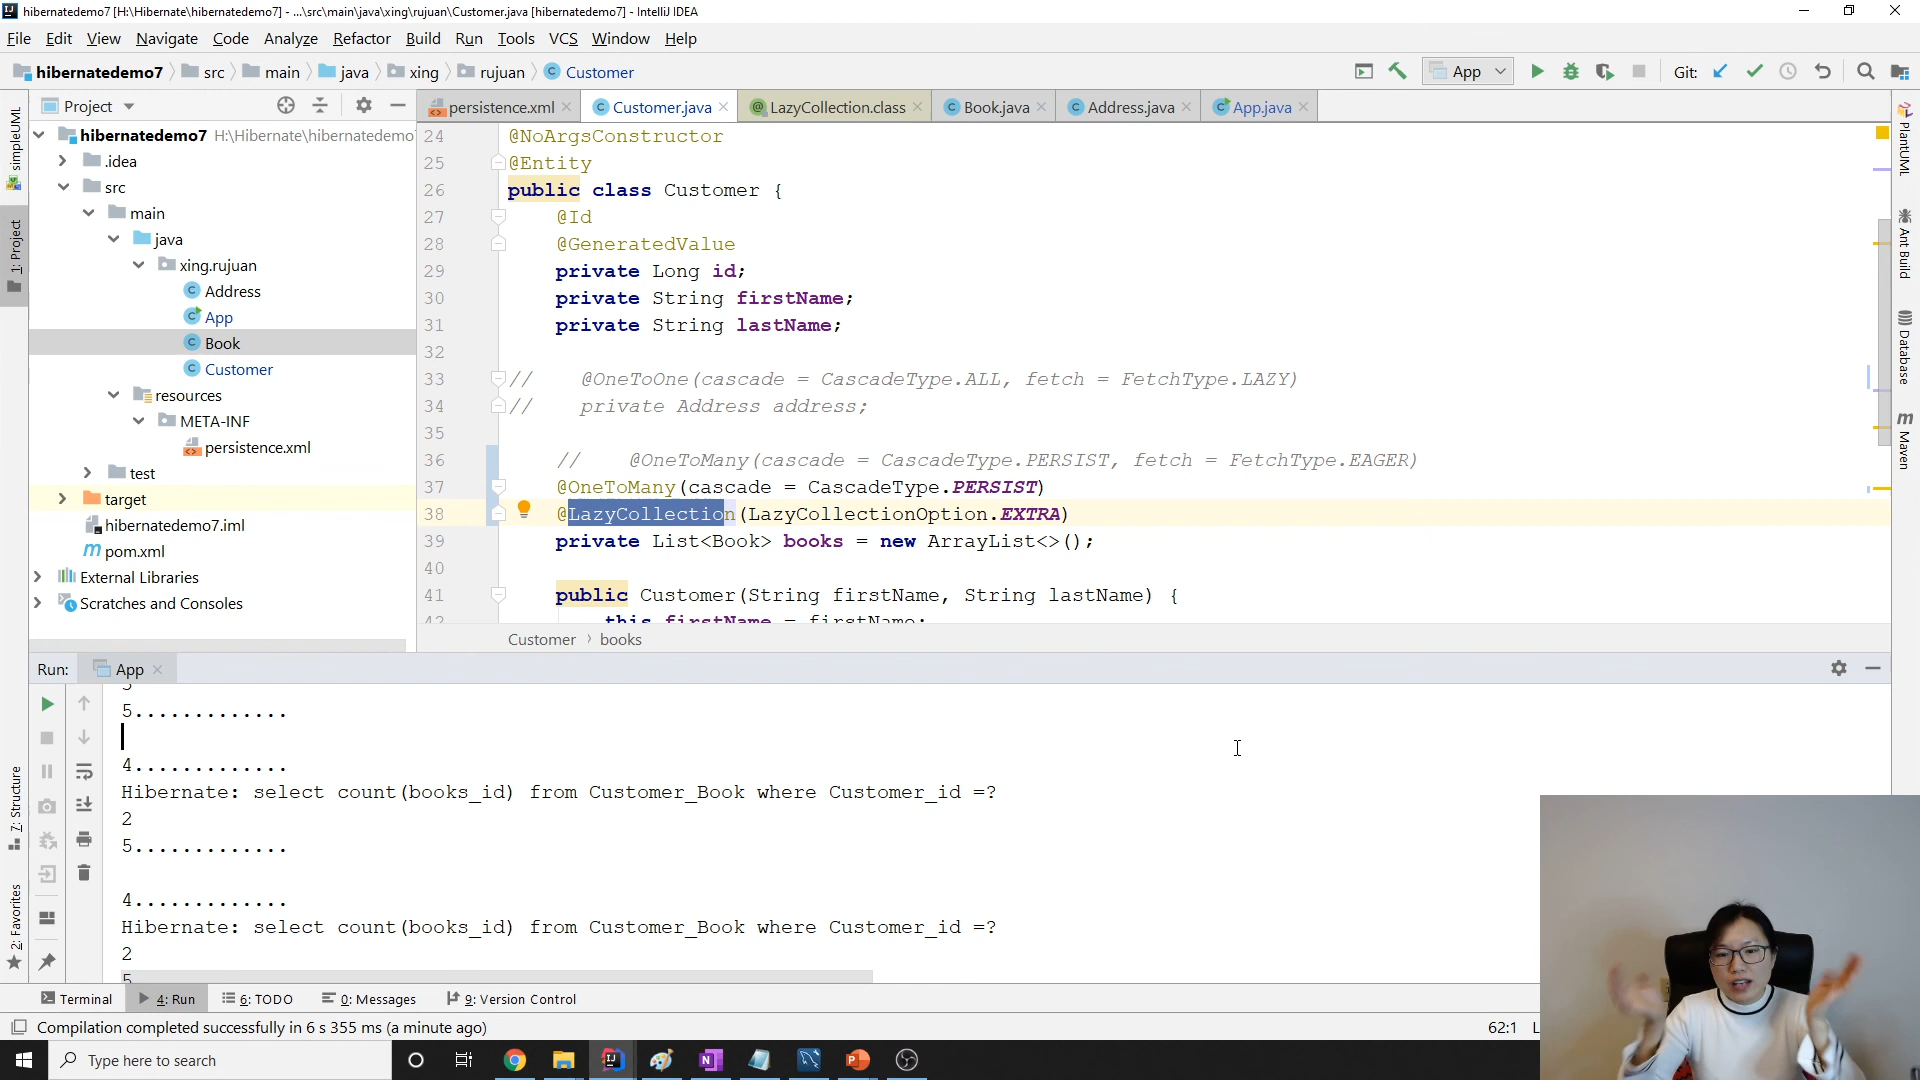 hibernatedemo7 [H:\Hibernate\hibernatedemo7] - ...\src\main\java\xing\rujuan\Customer.java [hibernatedemo7] - IntelliJ IDEA
File Edit View Navigate Code Analyze Refactor Build Run Tools VCS Window Help
hibernatedemo7 src main java xing rujuan Customer App Git:
Project persistence.xml Customer.java LazyCollection.class Book.java Address.java App.java
hibernatedemo7 H:\Hibernate\hibernatedemo
.idea
src
main
java
xing.rujuan
Address
App
Book
Customer
resources
META-INF
persistence.xml
test
target
hibernatedemo7.iml
pom.xml
External Libraries
Scratches and Consoles
24 @NoArgsConstructor
25 @Entity
26 public class Customer {
27 @Id
28 @GeneratedValue
29 private Long id;
30 private String firstName;
31 private String lastName;
32
33 // @OneToOne(cascade = CascadeType.ALL, fetch = FetchType.LAZY)
34 // private Address address;
35
36 // @OneToMany(cascade = CascadeType.PERSIST, fetch = FetchType.EAGER)
37 @OneToMany(cascade = CascadeType.PERSIST)
38 @LazyCollection(LazyCollectionOption.EXTRA)
39 private List<Book> books = new ArrayList<>();
40
41 public Customer(String firstName, String lastName) {
42 this.firstName = firstName;
Customer books
simpleUML
1: Project
7: Structure
2: Favorites
PlantUML
Ant Build
Database
Maven
Run: App
5.............
4.............
Hibernate: select count(books_id) from Customer_Book where Customer_id =?
2
5.............
4.............
Hibernate: select count(books_id) from Customer_Book where Customer_id =?
2
5
Terminal 4: Run 6: TODO 0: Messages 9: Version Control
Compilation completed successfully in 6 s 355 ms (a minute ago) 62:1
Type here to search